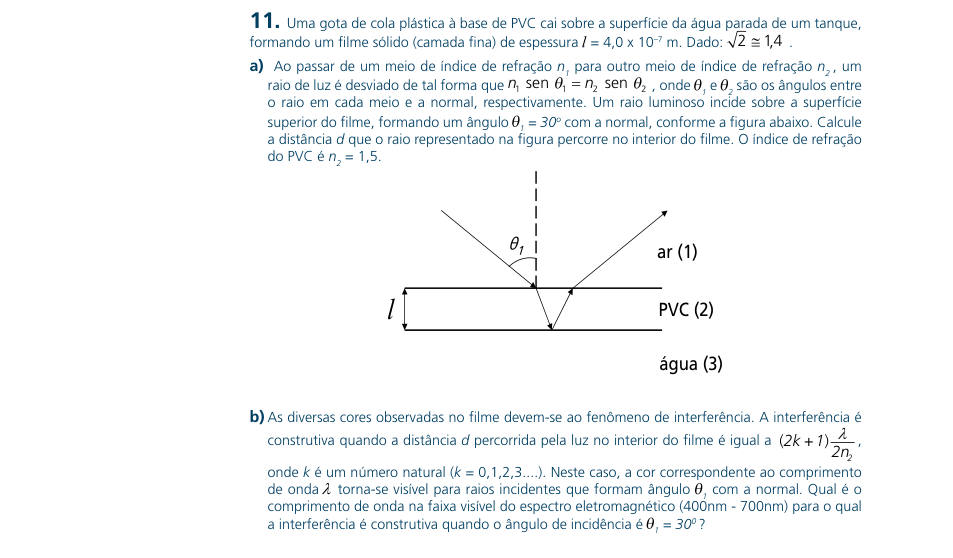 11. Uma gota de cola plástica à base de PVC cai sobre a superfície da água parada de um tanque,
formando um filme sólido (camada fina) de espessura l = 4,0 x 10⁻⁷ m. Dado: √2 ≅ 1,4 .
a) Ao passar de um meio de índice de refração n₁ para outro meio de índice de refração n₂, um
raio de luz é desviado de tal forma que n₁ sen θ₁ = n₂ sen θ₂ , onde θ₁ e θ₂ são os ângulos entre
o raio em cada meio e a normal, respectivamente. Um raio luminoso incide sobre a superfície
superior do filme, formando um ângulo θ₁ = 30º com a normal, conforme a figura abaixo. Calcule
a distância d que o raio representado na figura percorre no interior do filme. O índice de refração
do PVC é n₂ = 1,5.
θ₁
ar (1)
l
PVC (2)
água (3)
b) As diversas cores observadas no filme devem-se ao fenômeno de interferência. A interferência é
construtiva quando a distância d percorrida pela luz no interior do filme é igual a (2k + 1) λ/2n₂ ,
onde k é um número natural (k = 0,1,2,3....). Neste caso, a cor correspondente ao comprimento
de onda λ torna-se visível para raios incidentes que formam ângulo θ₁ com a normal. Qual é o
comprimento de onda na faixa visível do espectro eletromagnético (400nm - 700nm) para o qual
a interferência é construtiva quando o ângulo de incidência é θ₁ = 30⁰ ?